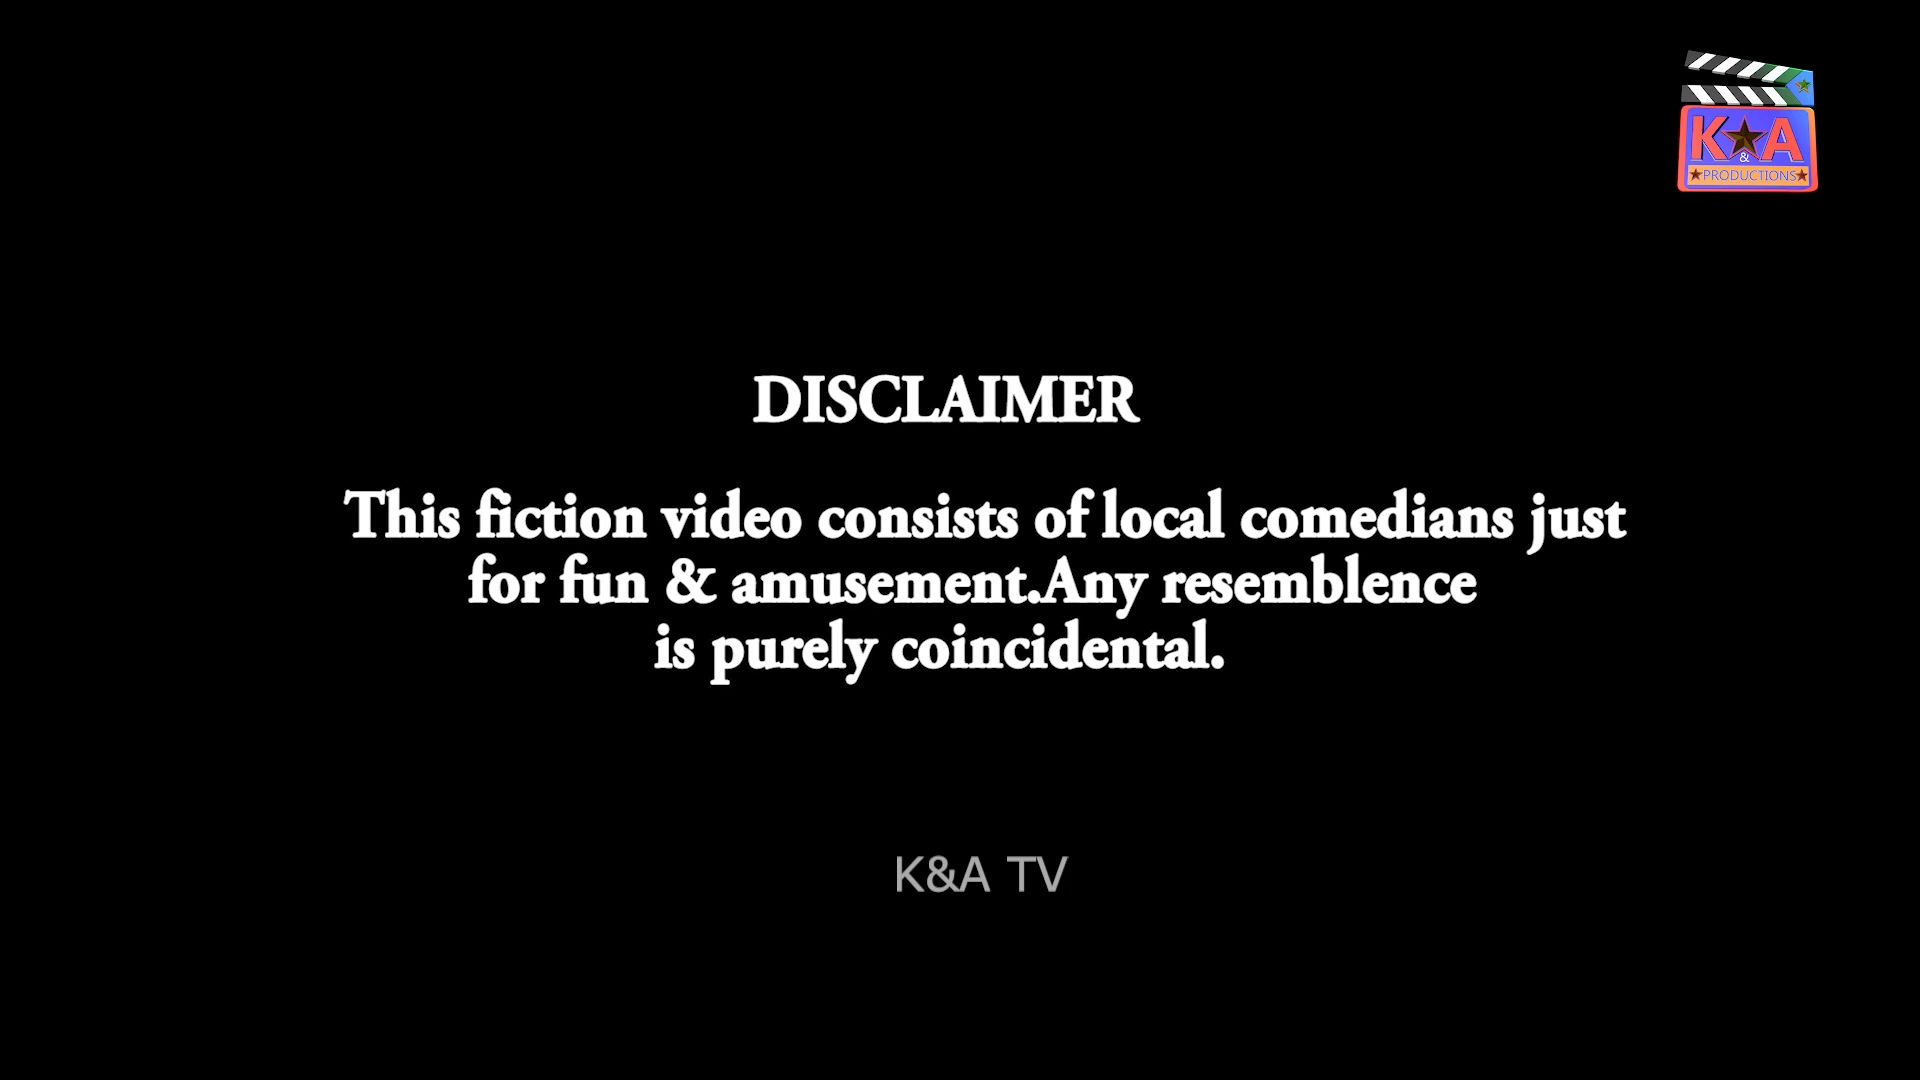 K & A
PRODUCTIONS
DISCLAIMER
This fiction video consists of local comedians just
for fun & amusement.Any resemblence
is purely coincidental.
K&A TV